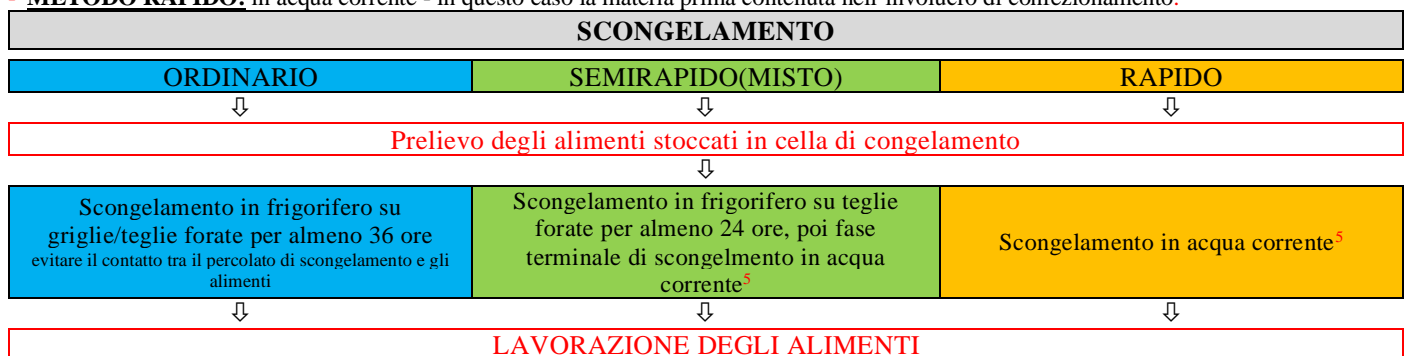 METODO RAPIDO: in acqua corrente - in questo caso la materia prima contenuta nell'involucro di confezionamento.
SCONGELAMENTO
ORDINARIO SEMIRAPIDO(MISTO) RAPIDO
⇩ ⇩ ⇩
Prelievo degli alimenti stoccati in cella di congelamento
⇩
Scongelamento in frigorifero su
griglie/teglie forate per almeno 36 ore
evitare il contatto tra il percolato di scongelamento e gli
alimenti
Scongelamento in frigorifero su teglie
forate per almeno 24 ore, poi fase
terminale di scongelmento in acqua
corrente5
Scongelamento in acqua corrente5
⇩ ⇩ ⇩
LAVORAZIONE DEGLI ALIMENTI